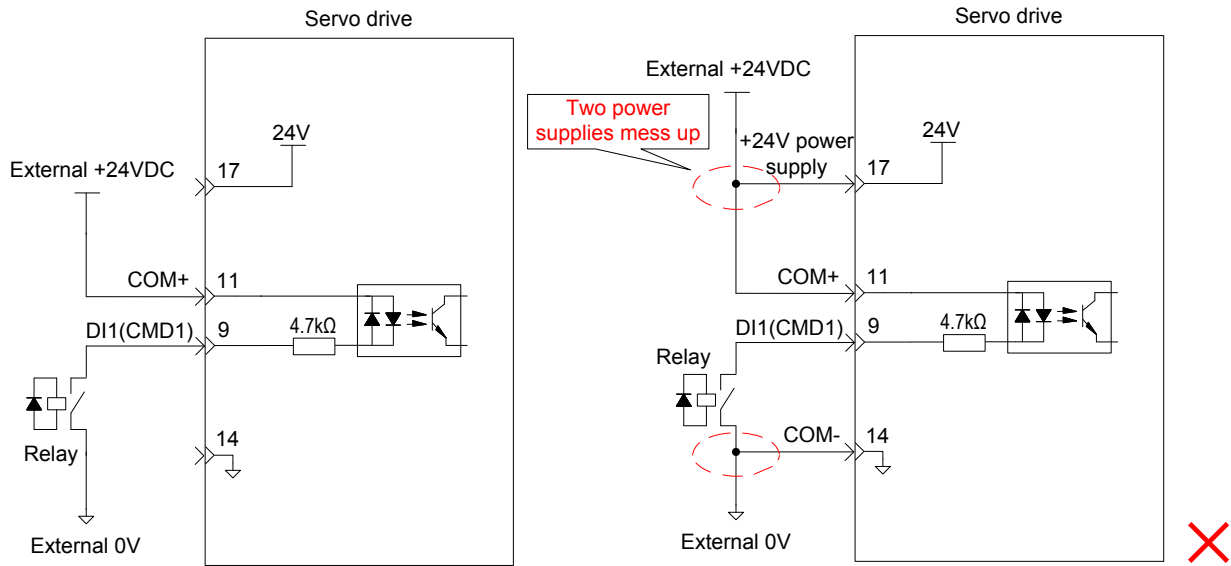 Servo drive
External +24VDC
17
24V
COM+
11
DI1(CMD1)
9
4.7kΩ
Relay
14
External 0V
Servo drive
External +24VDC
Two power
supplies mess up
+24V power
supply
17
24V
COM+
11
DI1(CMD1)
9
4.7kΩ
Relay
COM-
14
External 0V